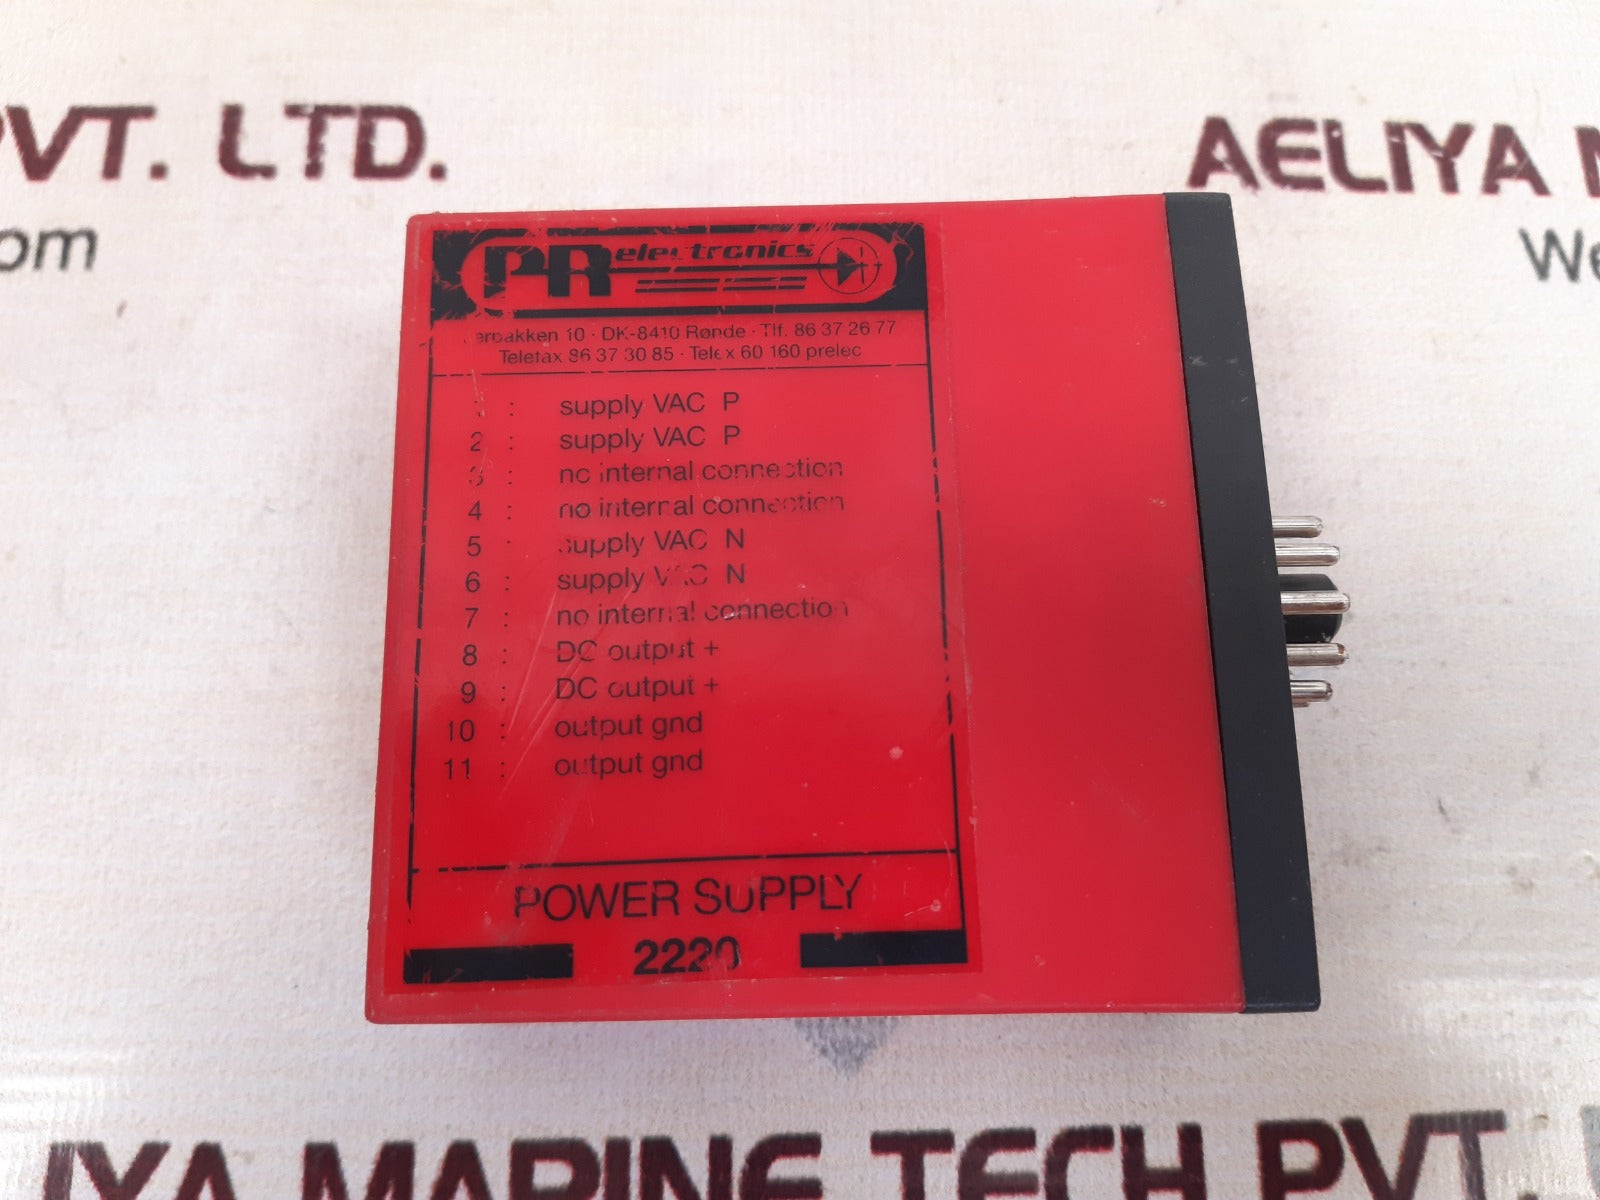 PVT. LTD.
AELIYA M
om
We
PR electronics
erbakken 10 · DK-8410 Rønde · Tlf. 86 37 26 77
Telefax 86 37 30 85 · Telex 60 160 prelec
1 : supply VAC P
2 : supply VAC P
3 : no internal connection
4 : no internal connection
5 : supply VAC N
6 : supply VAC N
7 : no internal connection
8 : DC output +
9 : DC output +
10 : output gnd
11 : output gnd
POWER SUPPLY
2220
IYA MARINE TECH PVT.